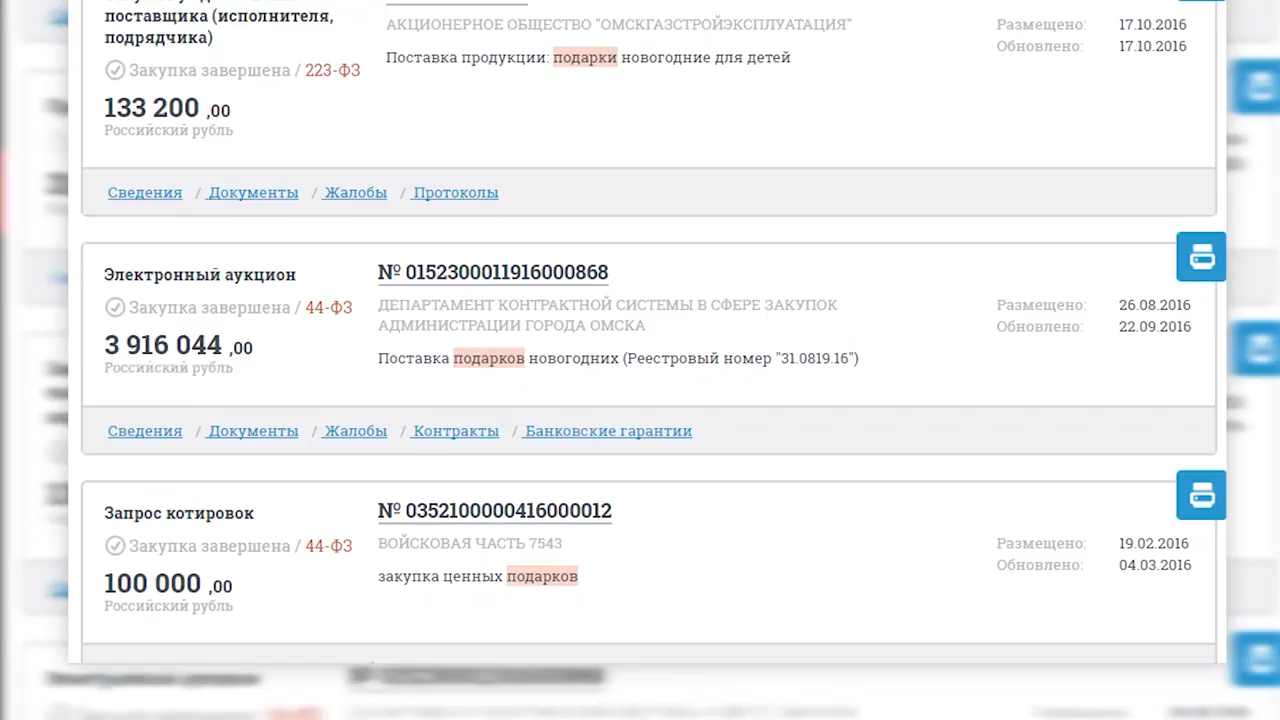 поставщика (исполнителя,
подрядчика)
Закупка завершена / 223-ФЗ
133 200 ,00
Российский рубль
АКЦИОНЕРНОЕ ОБЩЕСТВО "ОМСКГАЗСТРОЙЭКСПЛУАТАЦИЯ"
Поставка продукции: подарки новогодние для детей
Размещено: 17.10.2016
Обновлено: 17.10.2016
Сведения / Документы / Жалобы / Протоколы
Электронный аукцион
Закупка завершена / 44-ФЗ
3 916 044 ,00
Российский рубль
№ 0152300011916000868
ДЕПАРТАМЕНТ КОНТРАКТНОЙ СИСТЕМЫ В СФЕРЕ ЗАКУПОК
АДМИНИСТРАЦИИ ГОРОДА ОМСКА
Поставка подарков новогодних (Реестровый номер "31.0819.16")
Размещено: 26.08.2016
Обновлено: 22.09.2016
Сведения / Документы / Жалобы / Контракты / Банковские гарантии
Запрос котировок
Закупка завершена / 44-ФЗ
100 000 ,00
Российский рубль
№ 0352100000416000012
ВОЙСКОВАЯ ЧАСТЬ 7543
закупка ценных подарков
Размещено: 19.02.2016
Обновлено: 04.03.2016